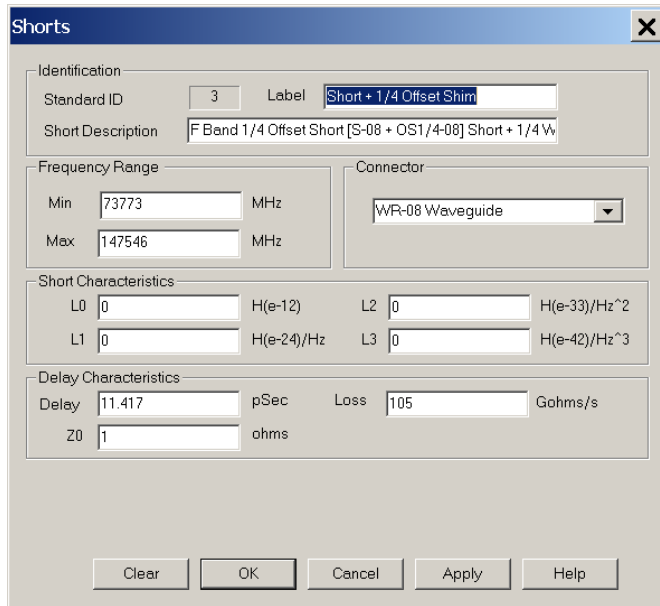 Shorts
Identification
Standard ID 3 Label Short + 1/4 Offset Shim
Short Description F Band 1/4 Offset Short [S-08 + OS1/4-08] Short + 1/4
Frequency Range
Connector
Min 73773 MHz
WR-08 Waveguide
Max 147546 MHz
Short Characteristics
L0 0 H(e-12) L2 0 H(e-33)/Hz^2
L1 0 H(e-24)/Hz L3 0 H(e-42)/Hz^3
Delay Characteristics
Delay 11.417 pSec Loss 105 Gohms/s
Z0 1 ohms
Clear OK Cancel Apply Help